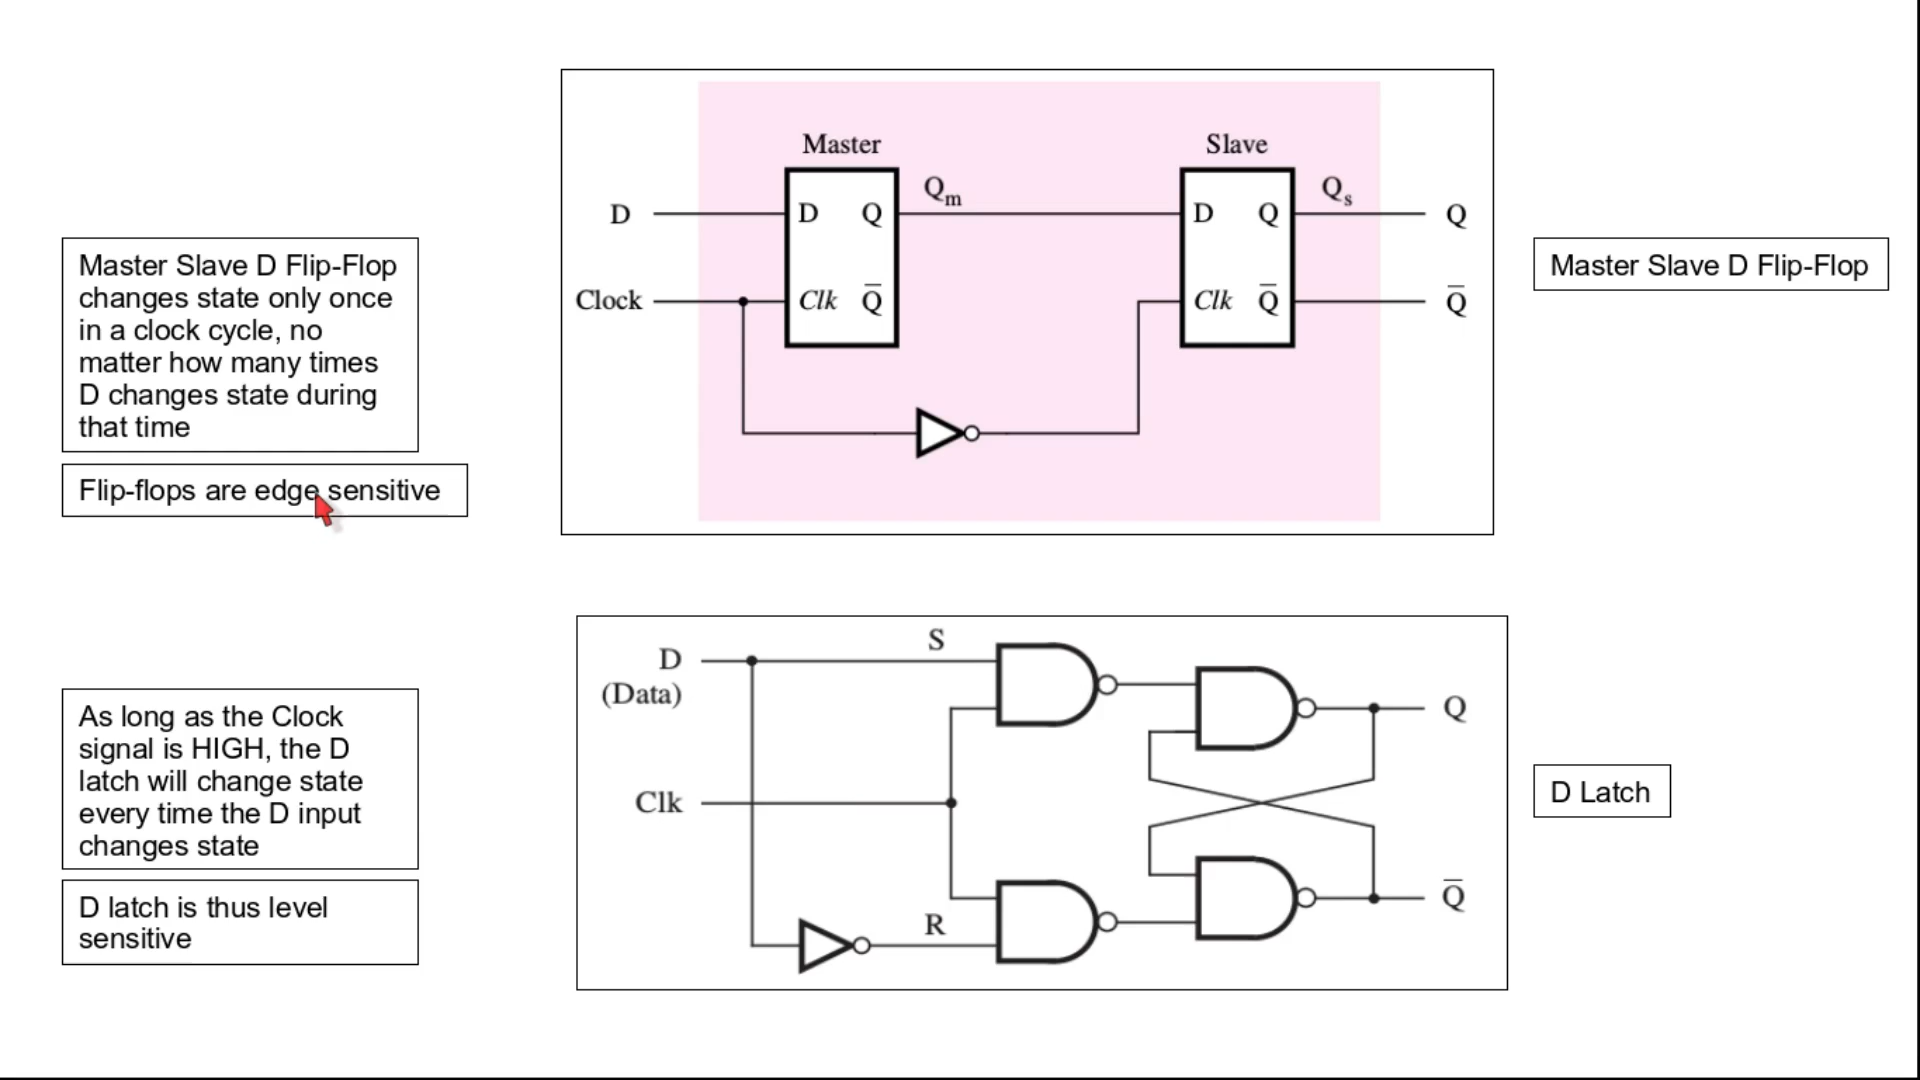 Master Slave D Flip-Flop
changes state only once
in a clock cycle, no
matter how many times
D changes state during
that time
Flip-flops are edge sensitive
Master
Slave
Q_m
Q_s
D
D Q
D Q
Q
Clock
Clk Q̅
Clk Q̅
Q̅
Master Slave D Flip-Flop
As long as the Clock
signal is HIGH, the D
latch will change state
every time the D input
changes state
D latch is thus level
sensitive
S
D
(Data)
Q
Clk
R
Q̅
D Latch